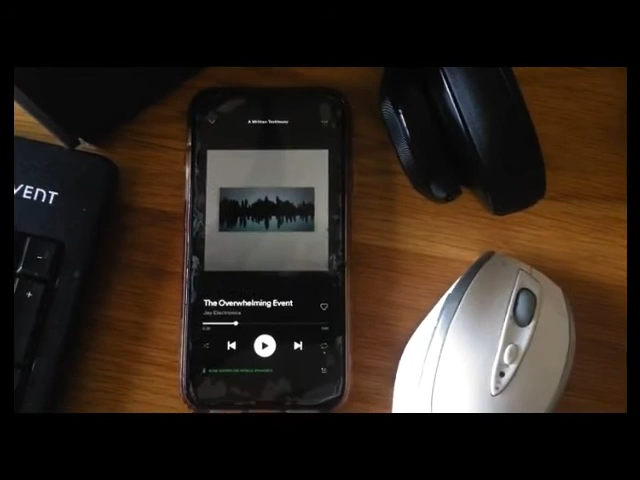 A Written Testimony
VENT
The Overwhelming Event
Jay Electronica
-
+